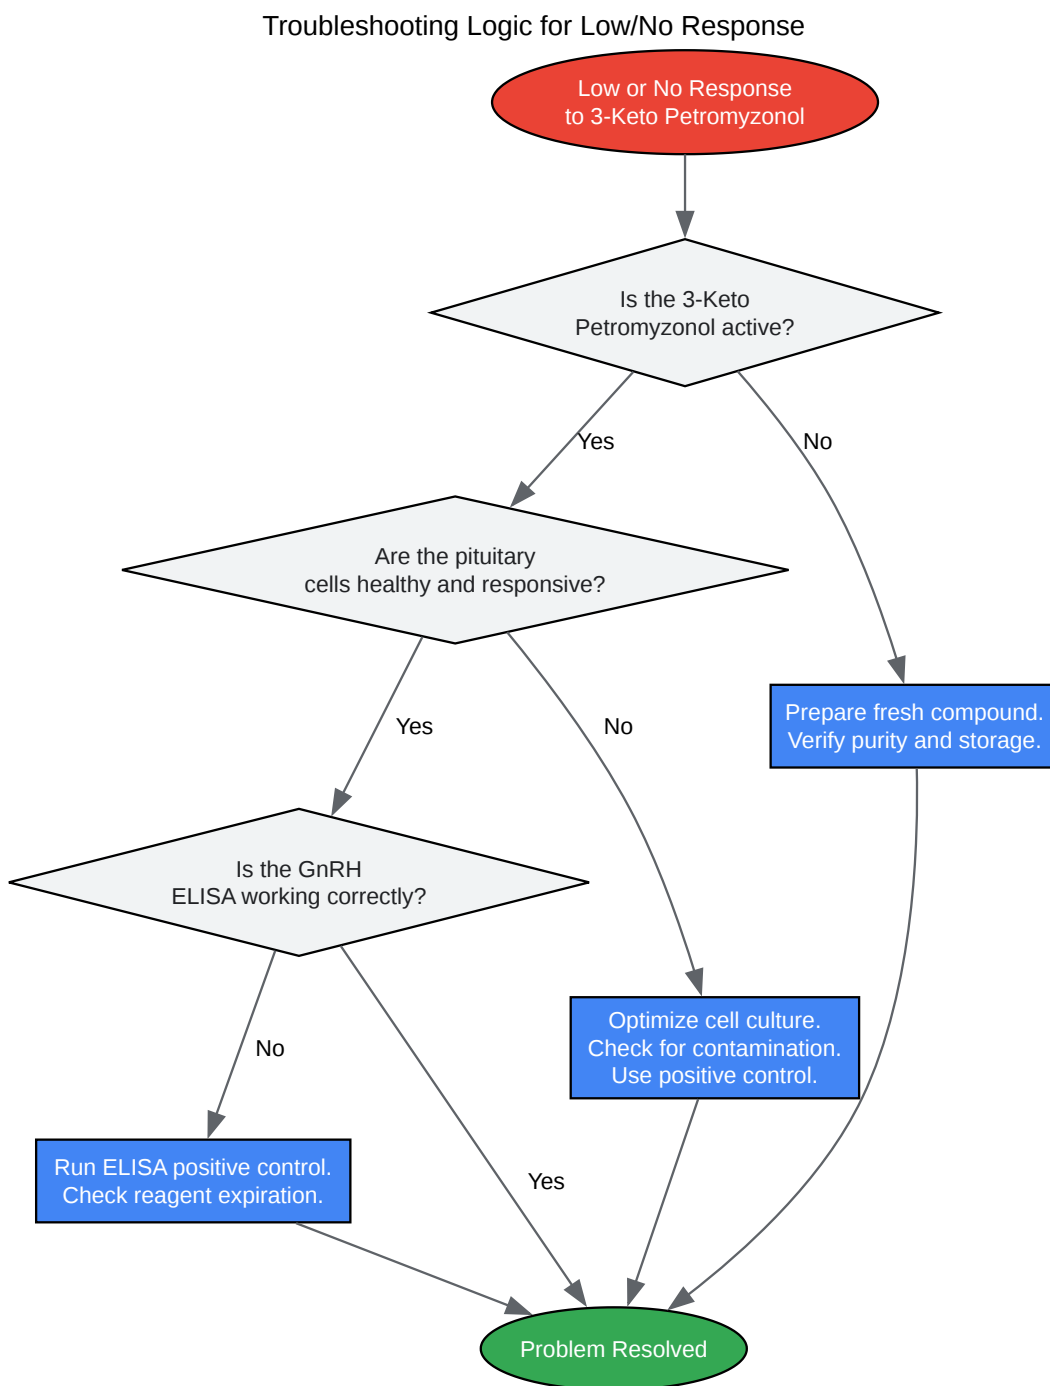 Troubleshooting Logic for Low/No Response
Low or No Response
to 3-Keto Petromyzonol
Is the 3-Keto
Petromyzonol active?
Yes
No
Are the pituitary
cells healthy and responsive?
Yes
No
Prepare fresh compound.
Verify purity and storage.
Is the GnRH
ELISA working correctly?
No
Yes
Optimize cell culture.
Check for contamination.
Use positive control.
Run ELISA positive control.
Check reagent expiration.
Problem Resolved